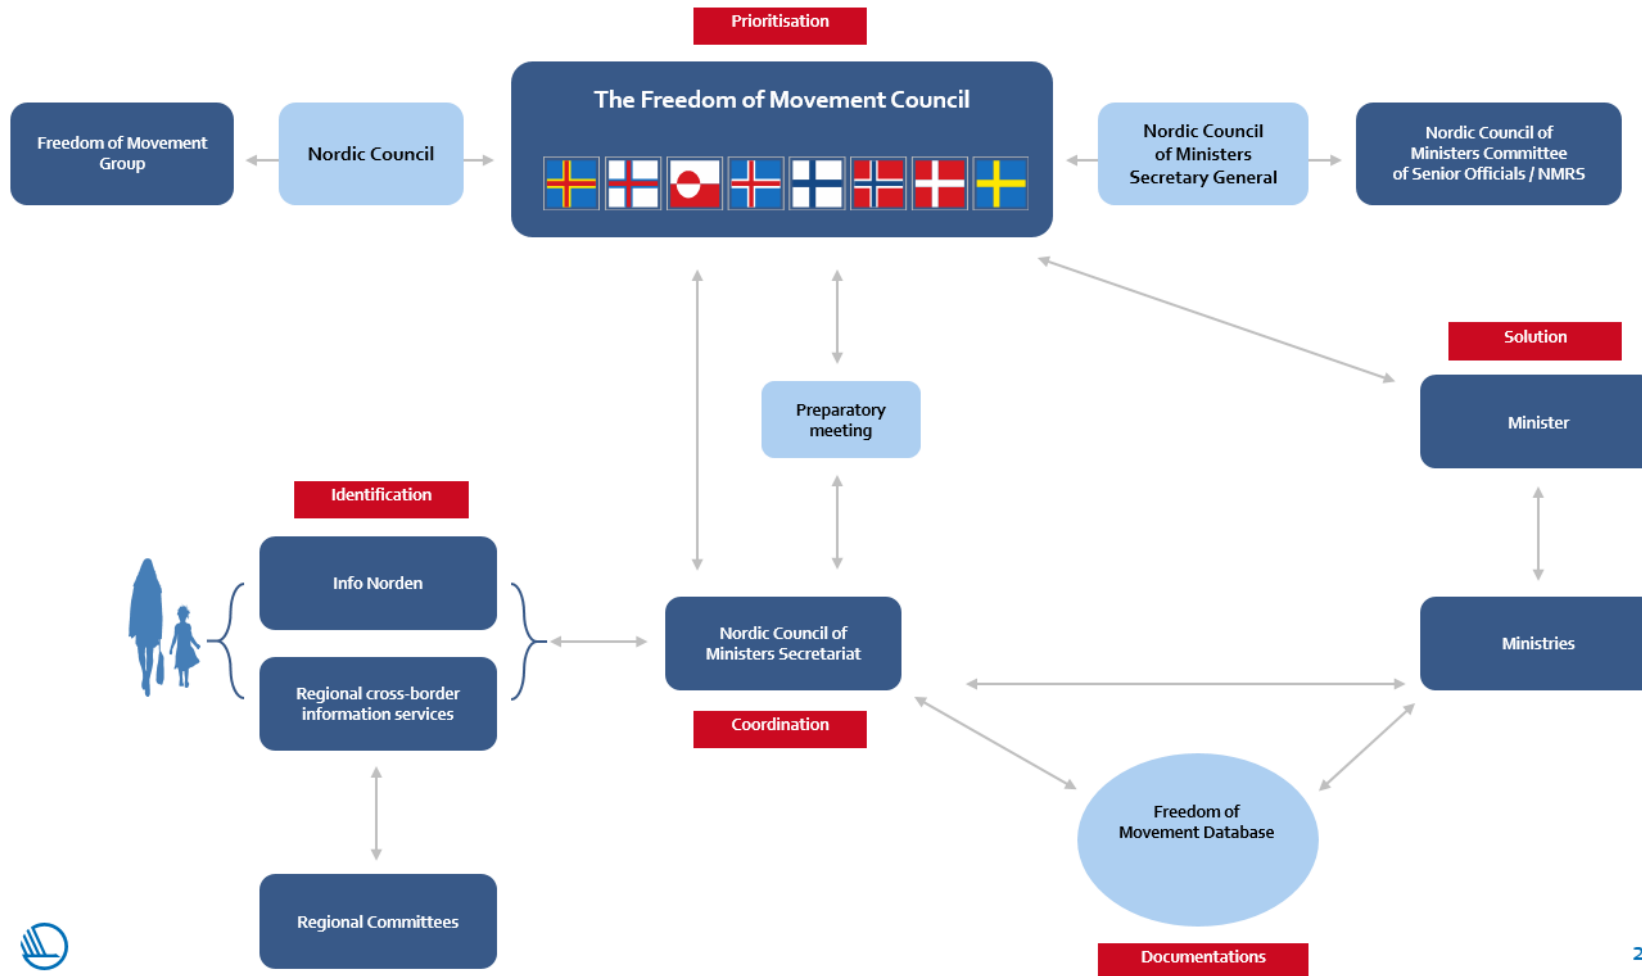 Prioritisation
The Freedom of Movement Council
Freedom of Movement
Group
Nordic Council
Nordic Council
of Ministers
Secretary General
Nordic Council of
Ministers Committee
of Senior Officials / NMRS
Solution
Minister
Preparatory
meeting
Identification
Info Norden
Nordic Council of
Ministers Secretariat
Ministries
Regional cross-border
information services
Coordination
Freedom of
Movement Database
Regional Committees
Documentations
2